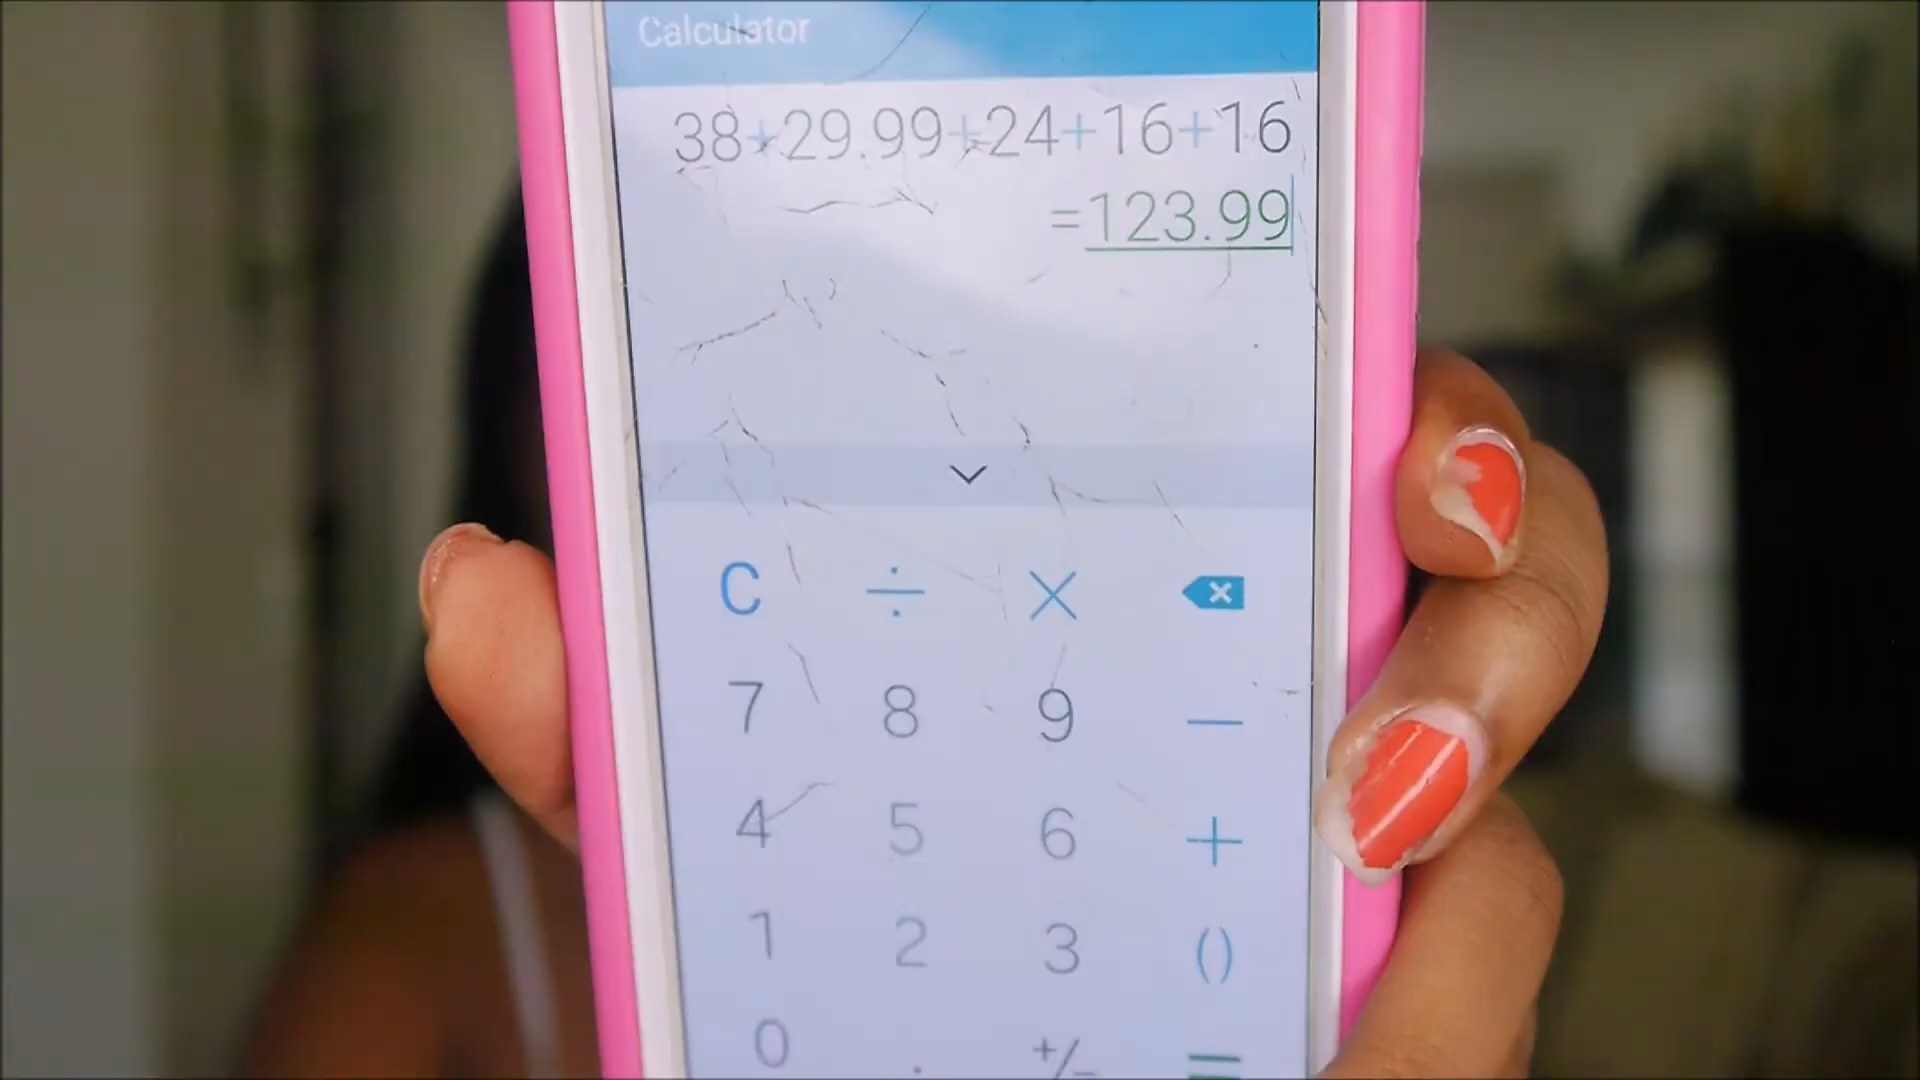 Calculator
38+29.99+24+16+16
=123.99
C ÷ × 
7 8 9 −
4 5 6 +
1 2 3 ()
0 . +/− =